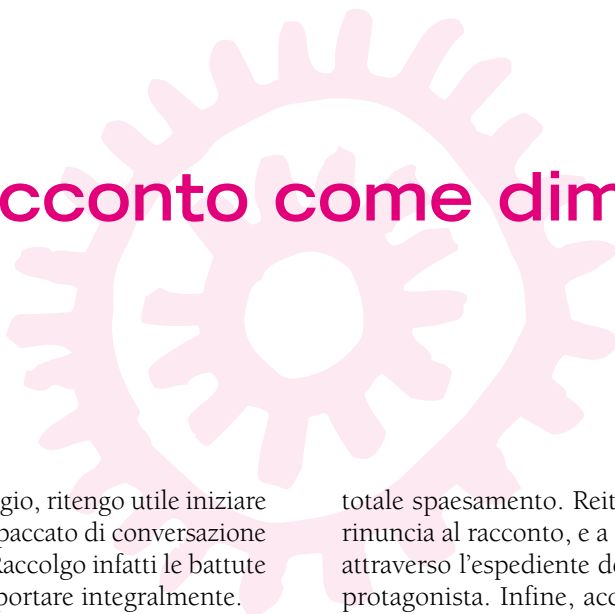 cconto come dim
gio, ritengo utile iniziare
paccato di conversazione
Raccolgo infatti le battute
portare integralmente.
totale spaesamento. Reit
rinuncia al racconto, e a
attraverso l'espediente de
protagonista. Infine, acc